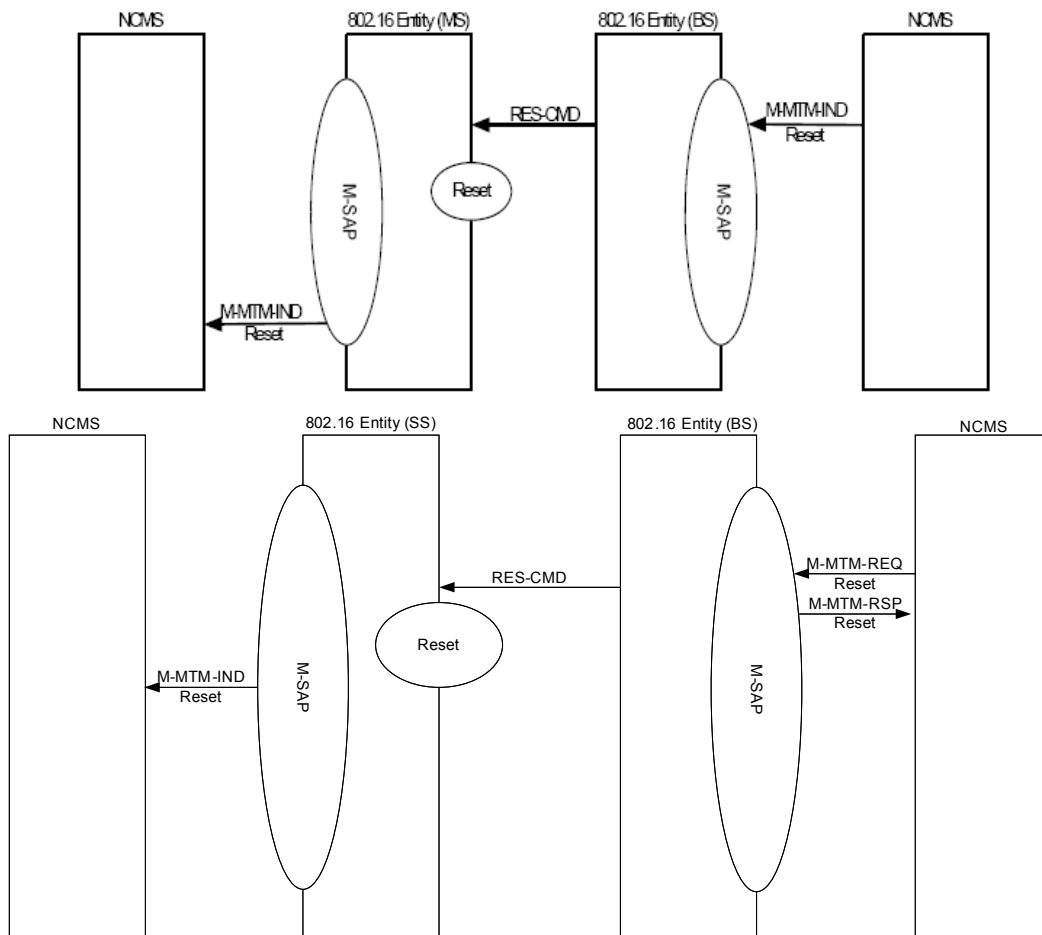 NCMS
802.16 Entity (MS)
802.16 Entity (BS)
NCMS
RES-CMD
M-MTM-IND
Reset
Reset
M-SAP
M-SAP
M-MTM-IND
Reset
NCMS
802.16 Entity (SS)
802.16 Entity (BS)
NCMS
M-MTM-REQ
Reset
RES-CMD
M-MTM-RSP
Reset
Reset
M-MTM-IND
Reset
M-SAP
M-SAP